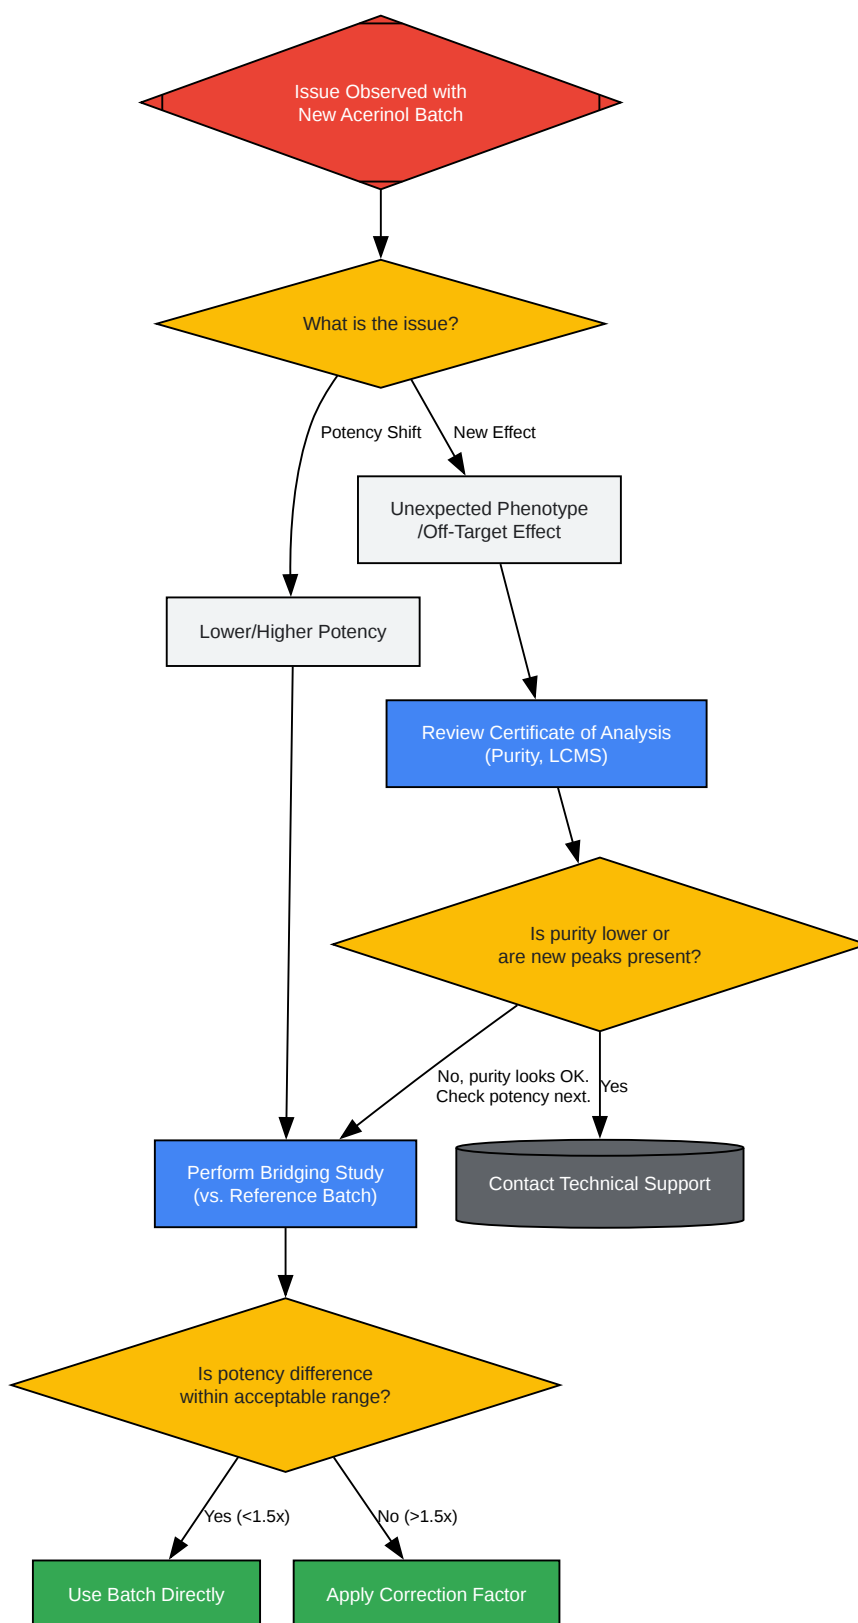 Issue Observed with
New Acerinol Batch
What is the issue?
Potency Shift
New Effect
Unexpected Phenotype
/Off-Target Effect
Lower/Higher Potency
Review Certificate of Analysis
(Purity, LCMS)
Is purity lower or
are new peaks present?
No, purity looks OK.
Check potency next.
Yes
Perform Bridging Study
(vs. Reference Batch)
Contact Technical Support
Is potency difference
within acceptable range?
Yes (<1.5x)
No (>1.5x)
Use Batch Directly
Apply Correction Factor